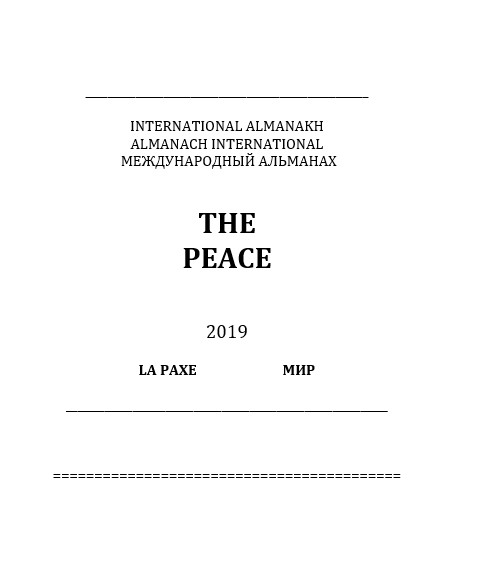 INTERNATIONAL ALMANAKH
ALMANACH INTERNATIONAL
МЕЖДУНАРОДНЫЙ АЛЬМАНАХ
THE
PEACE
2019
LA PAXE МИР
==========================================